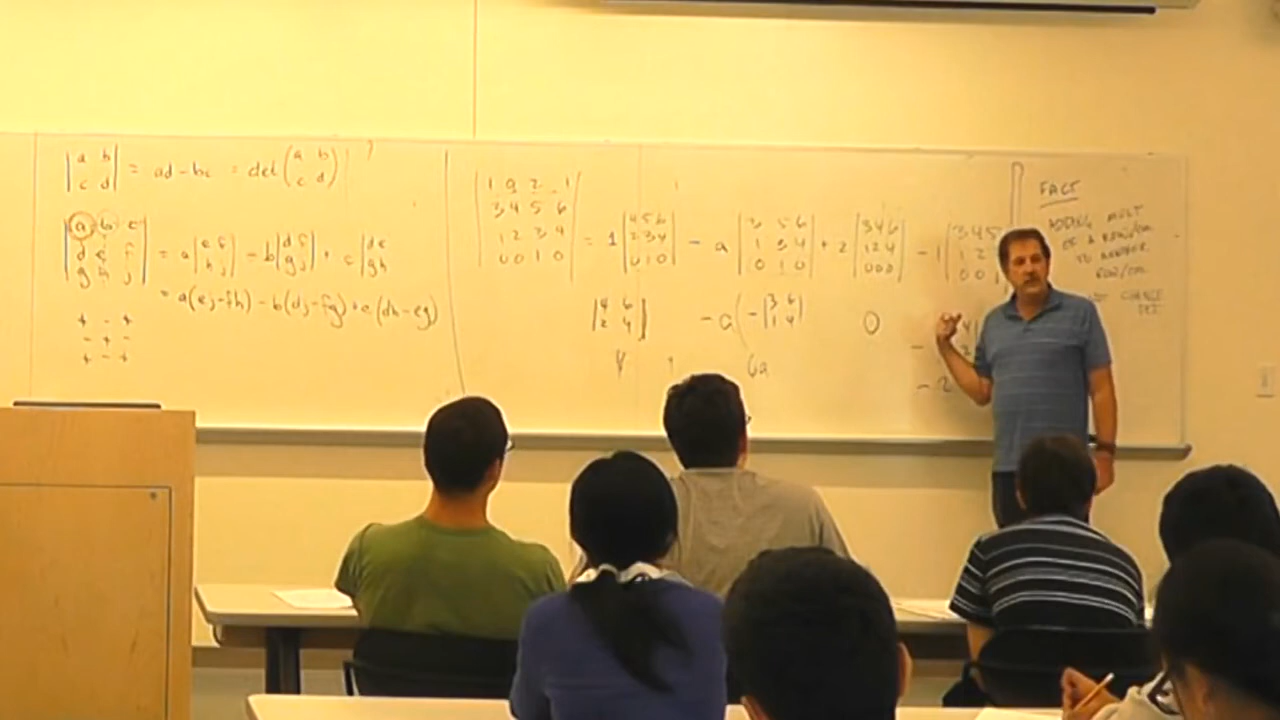 |a b| = ad - bc = det (a b)
|c d| (c d)
|a b c|
|d e f| = a |e f| - b |d f| + c |d e|
|g h j| |h j| |g j| |g h|
= a(ej-fh) - b(dj-fg) + c(dh-eg)
+ - +
- + -
+ - +
|1 9 2 1|
|3 4 5 6|
|1 2 3 4|
|0 0 1 0|
= 1 |4 5 6| - a |3 5 6| + 2 |3 4 6| - 1 |3 4 5
|2 3 4| |1 3 4| |1 2 4| |1 2
|0 1 0| |0 1 0| |0 0 0| |0 0
|4 6| - a (- |3 6| 0
|2 4| |1 4|
6a
- 2
FACT
ADDING MULT
OF A ROW/COL
TO ANOTHER
ROW/COL
CHANGE
DET